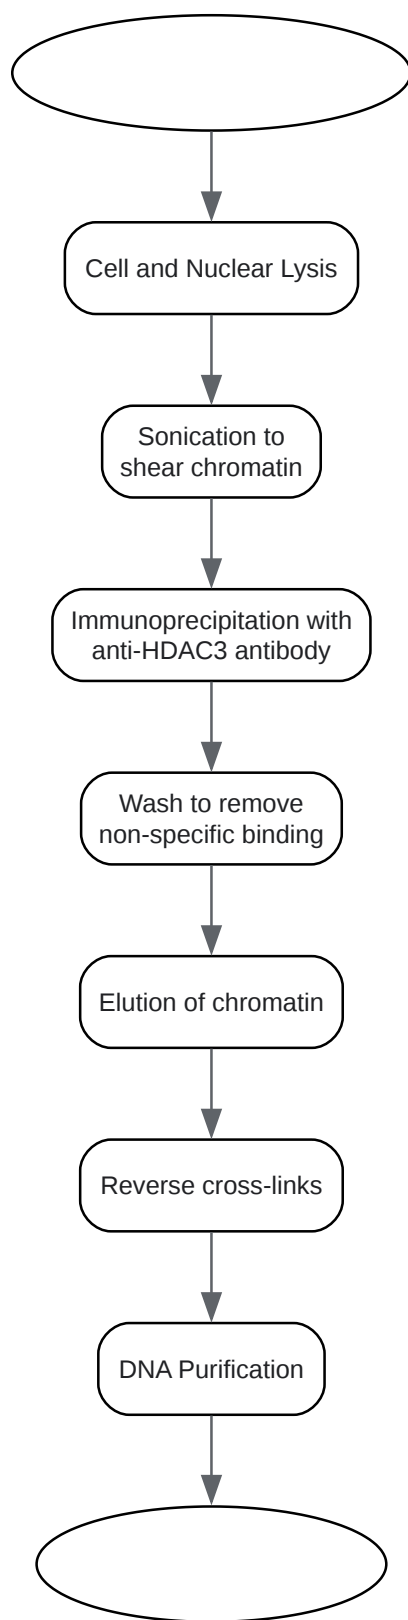 Cell and Nuclear Lysis
Sonication to
shear chromatin
Immunoprecipitation with
anti-HDAC3 antibody
Wash to remove
non-specific binding
Elution of chromatin
Reverse cross-links
DNA Purification